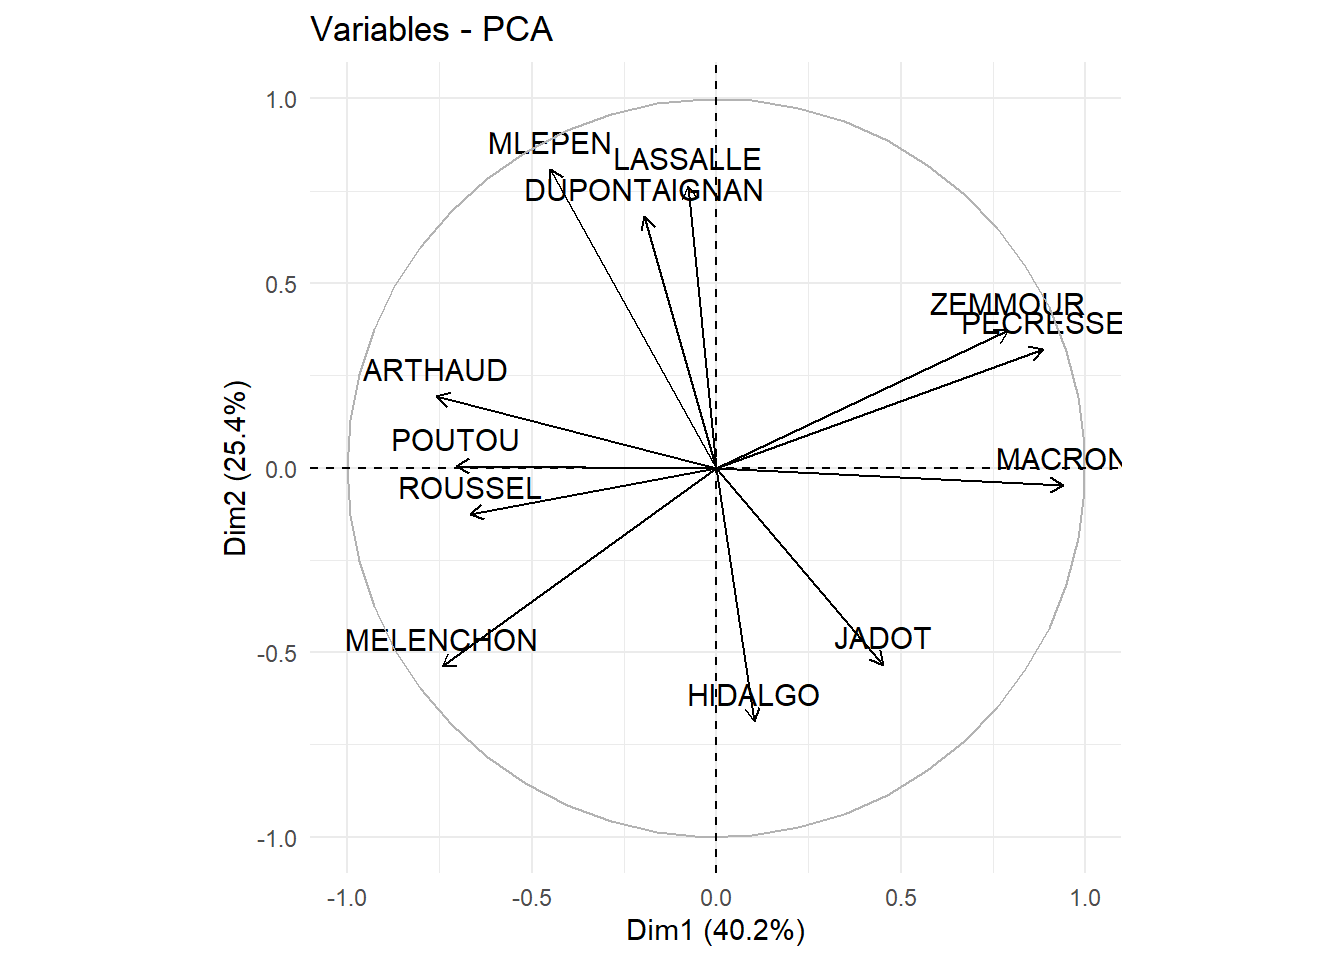 Variables - PCA
1.0
MLEPEN
LASSALLE
DUPONTAIGNAN
0.5
ZEMMOUR
PECRESSE
ARTHAUD
POUTOU
MACRON
0.0
ROUSSEL
Dim2 (25.4%)
MELENCHON
JADOT
-0.5
HIDALGO
-1.0
-1.0 -0.5 0.0 0.5 1.0
Dim1 (40.2%)